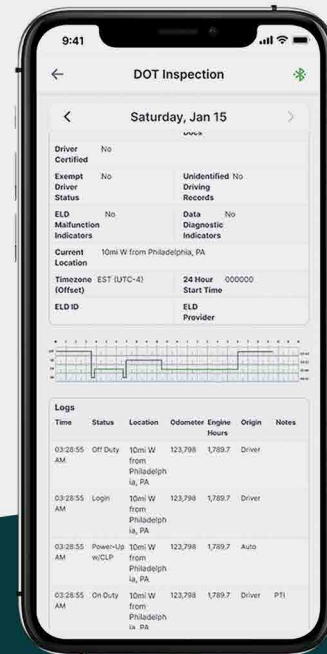 9:41
DOT Inspection
Saturday, Jan 15
Docs
Driver Certified No
Exempt Driver Status No Unidentified Driving Records No
ELD Malfunction Indicators No Data Diagnostic Indicators No
Current Location 10mi W from Philadelphia, PA
Timezone (Offset) EST (UTC-4) 24 Hour Start Time 000000
ELD ID ELD Provider
Logs
Time Status Location Odometer Engine Hours Origin Notes
03:28:55 AM Off Duty 10mi W from Philadelphia, PA 123,798 1,789.7 Driver
03:28:55 AM Login 10mi W from Philadelphia, PA 123,798 1,789.7 Driver
03:28:55 AM Power-Up w/CLP 10mi W from Philadelphia, PA 123,798 1,789.7 Auto
03:28:55 AM On Duty 10mi W from Philadelphia, PA 123,798 1,789.7 Driver PTI